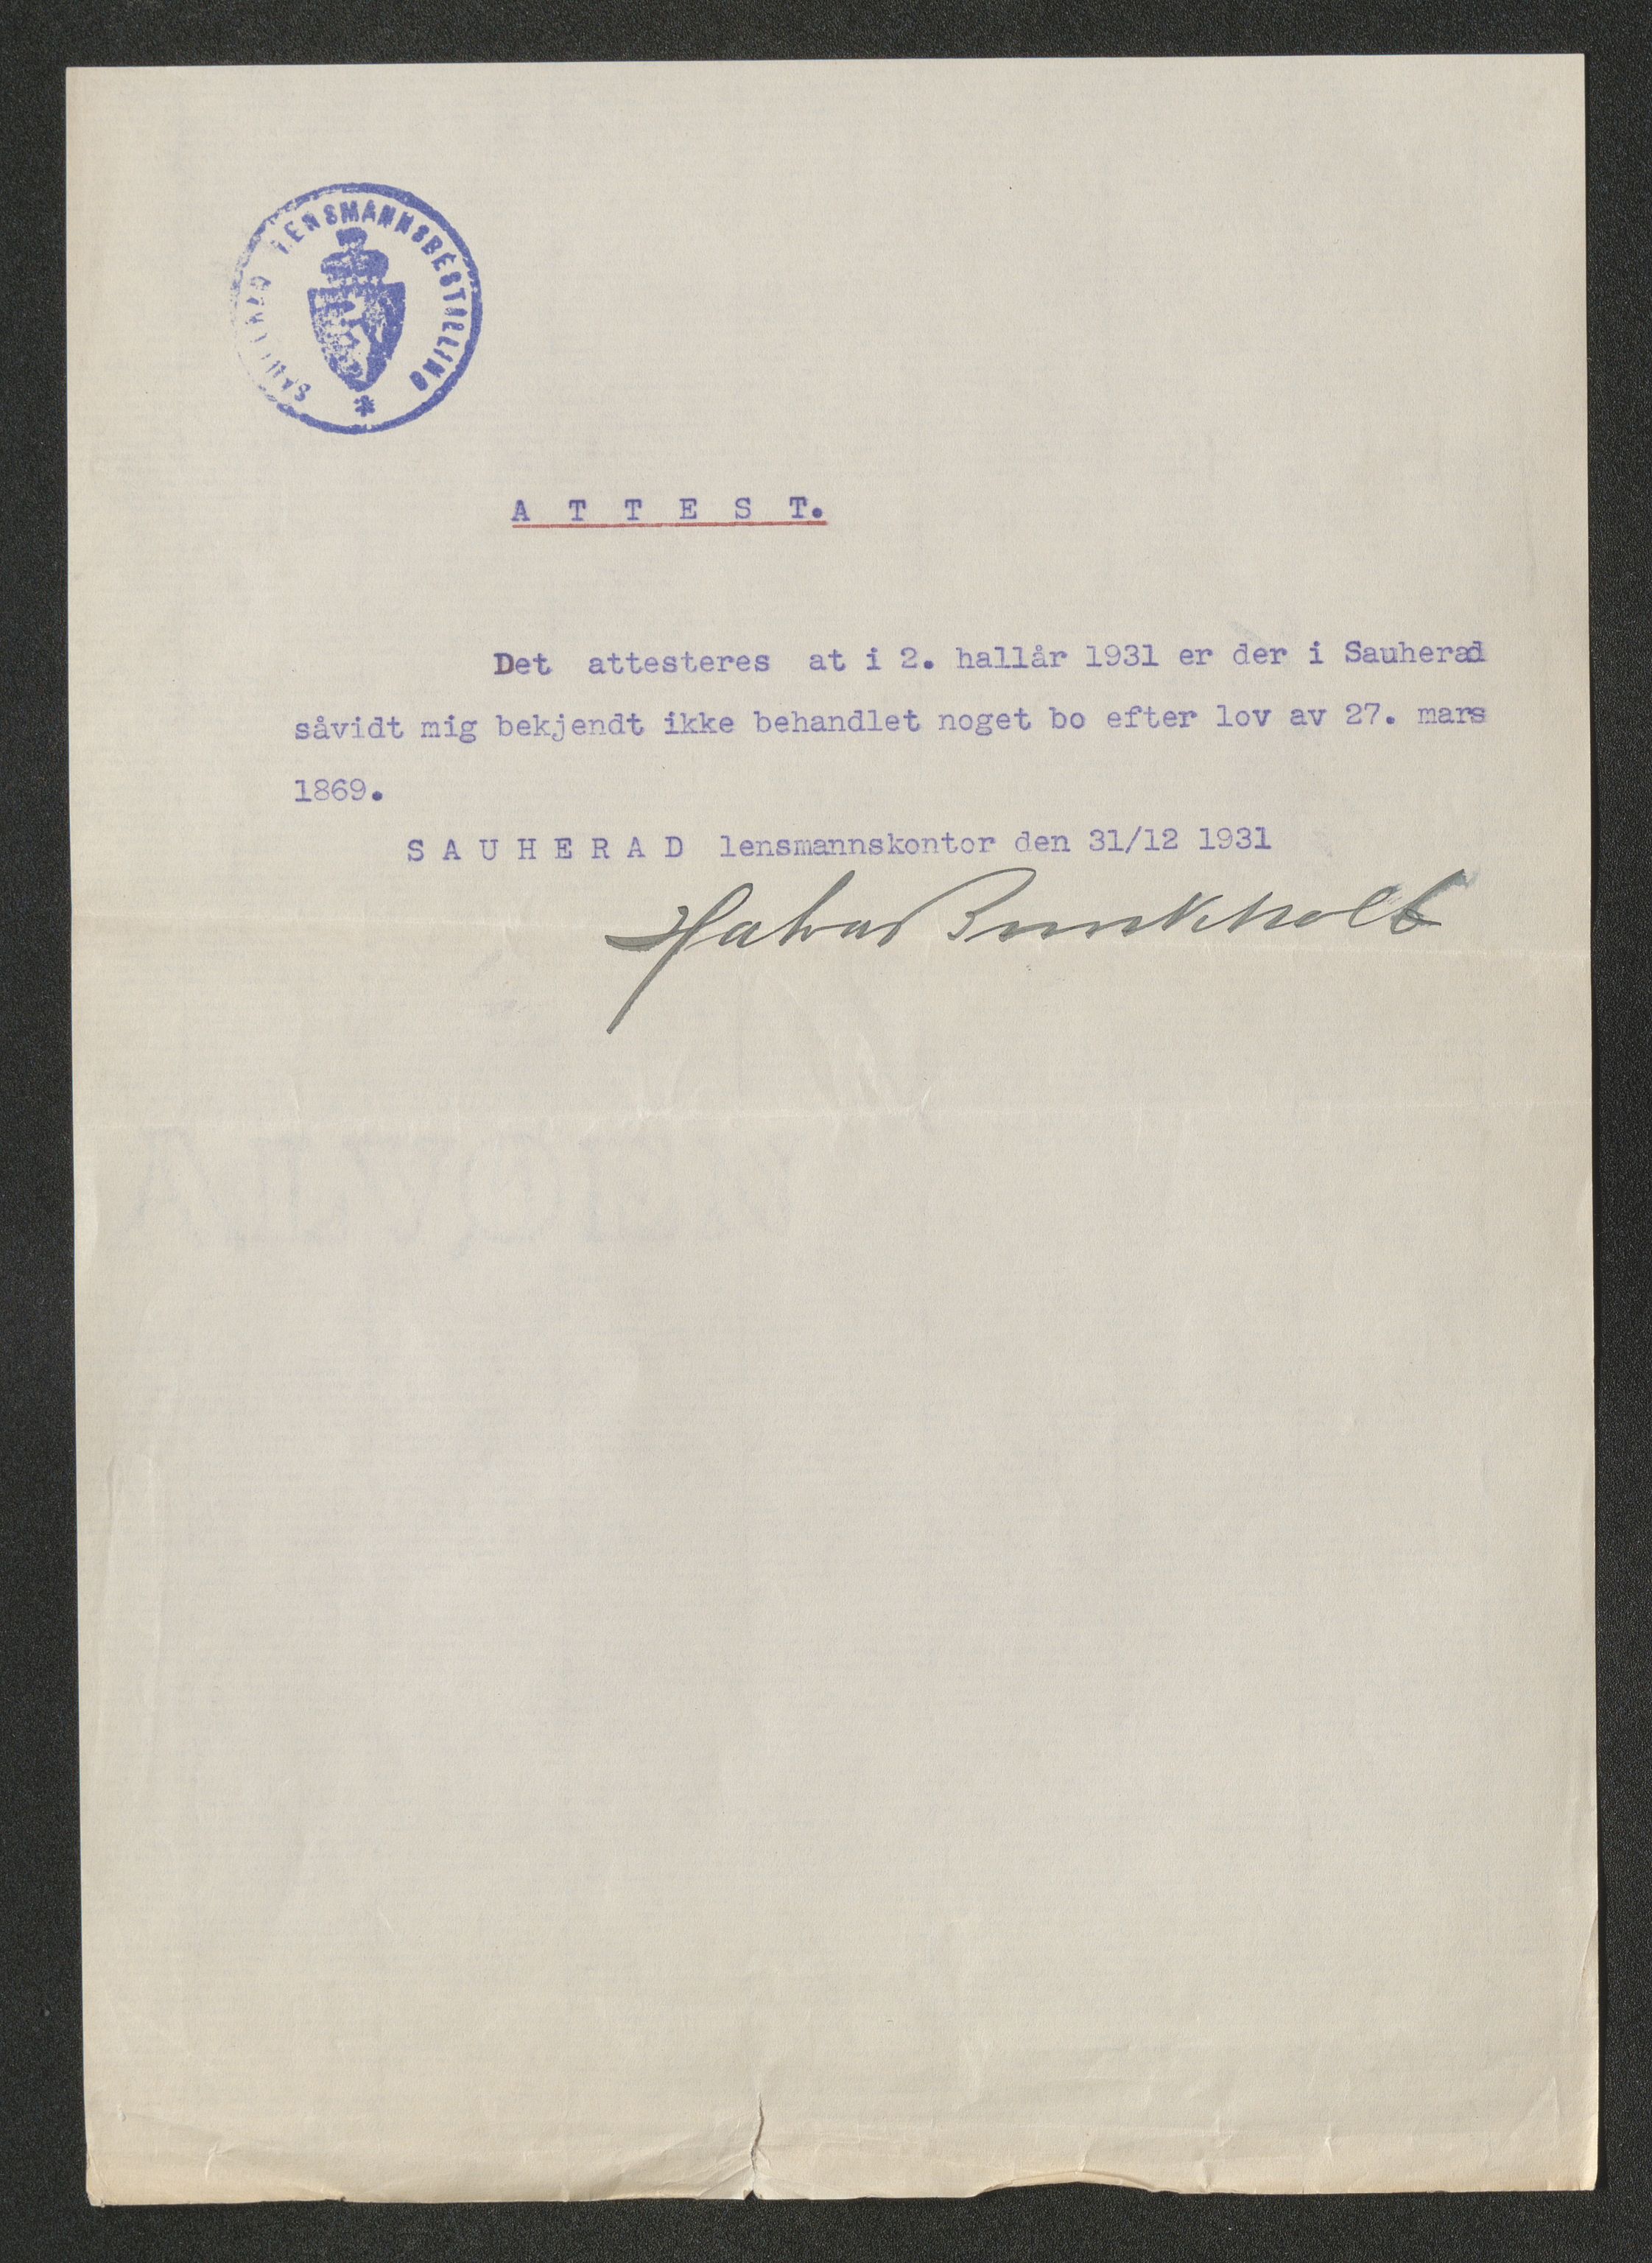 SAUHERAD LENSMANNSBESTILLING *
A T T E S T.
Det attesteres at i 2. hallår 1931 er der i Sauherad
såvidt mig bekjendt ikke behandlet noget bo efter lov av 27. mars
1869.
S A U H E R A D lensmannskontor den 31/12 1931